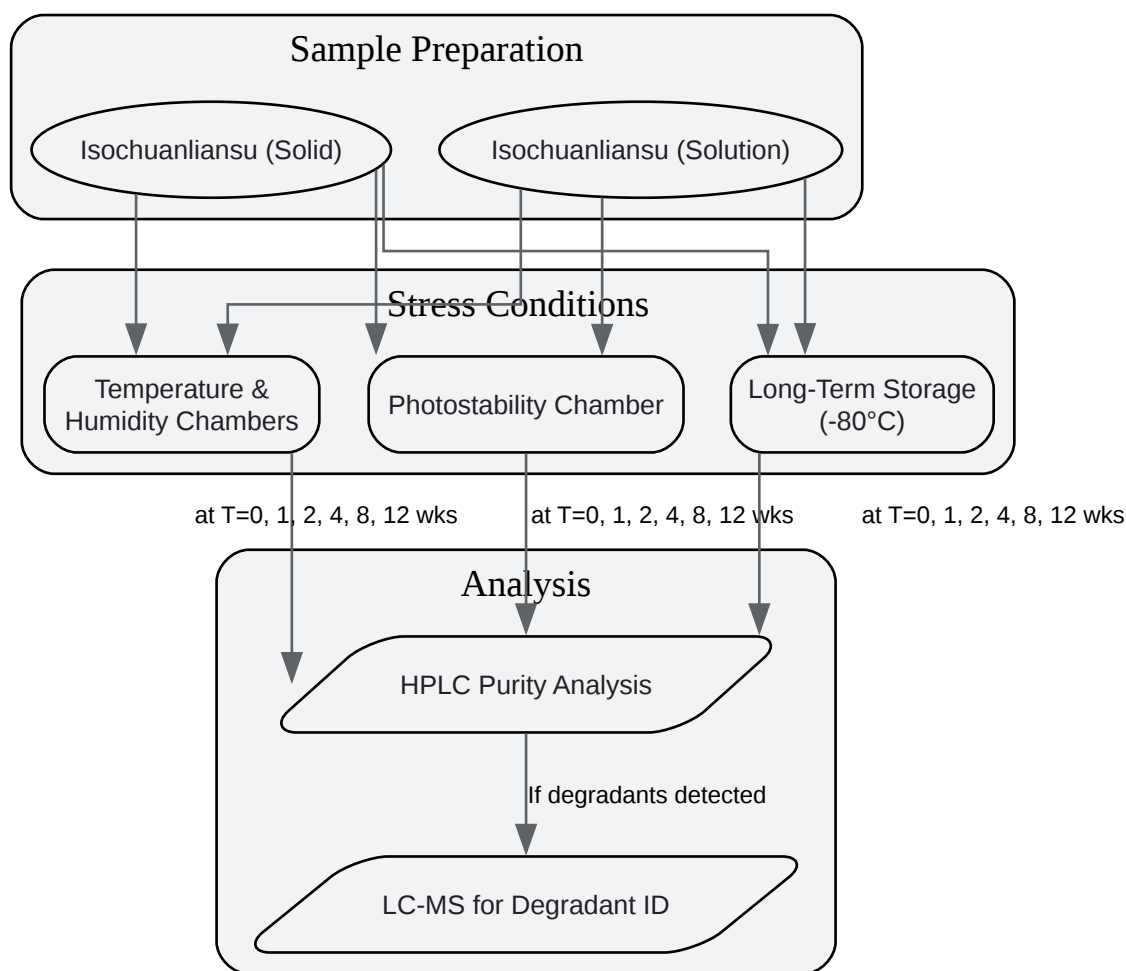 Sample Preparation
Isochuanliansu (Solid)
Isochuanliansu (Solution)
Stress Conditions
Temperature &
Humidity Chambers
Photostability Chamber
Long-Term Storage
(-80°C)
at T=0, 1, 2, 4, 8, 12 wks
at T=0, 1, 2, 4, 8, 12 wks
at T=0, 1, 2, 4, 8, 12 wks
Analysis
HPLC Purity Analysis
If degradants detected
LC-MS for Degradant ID